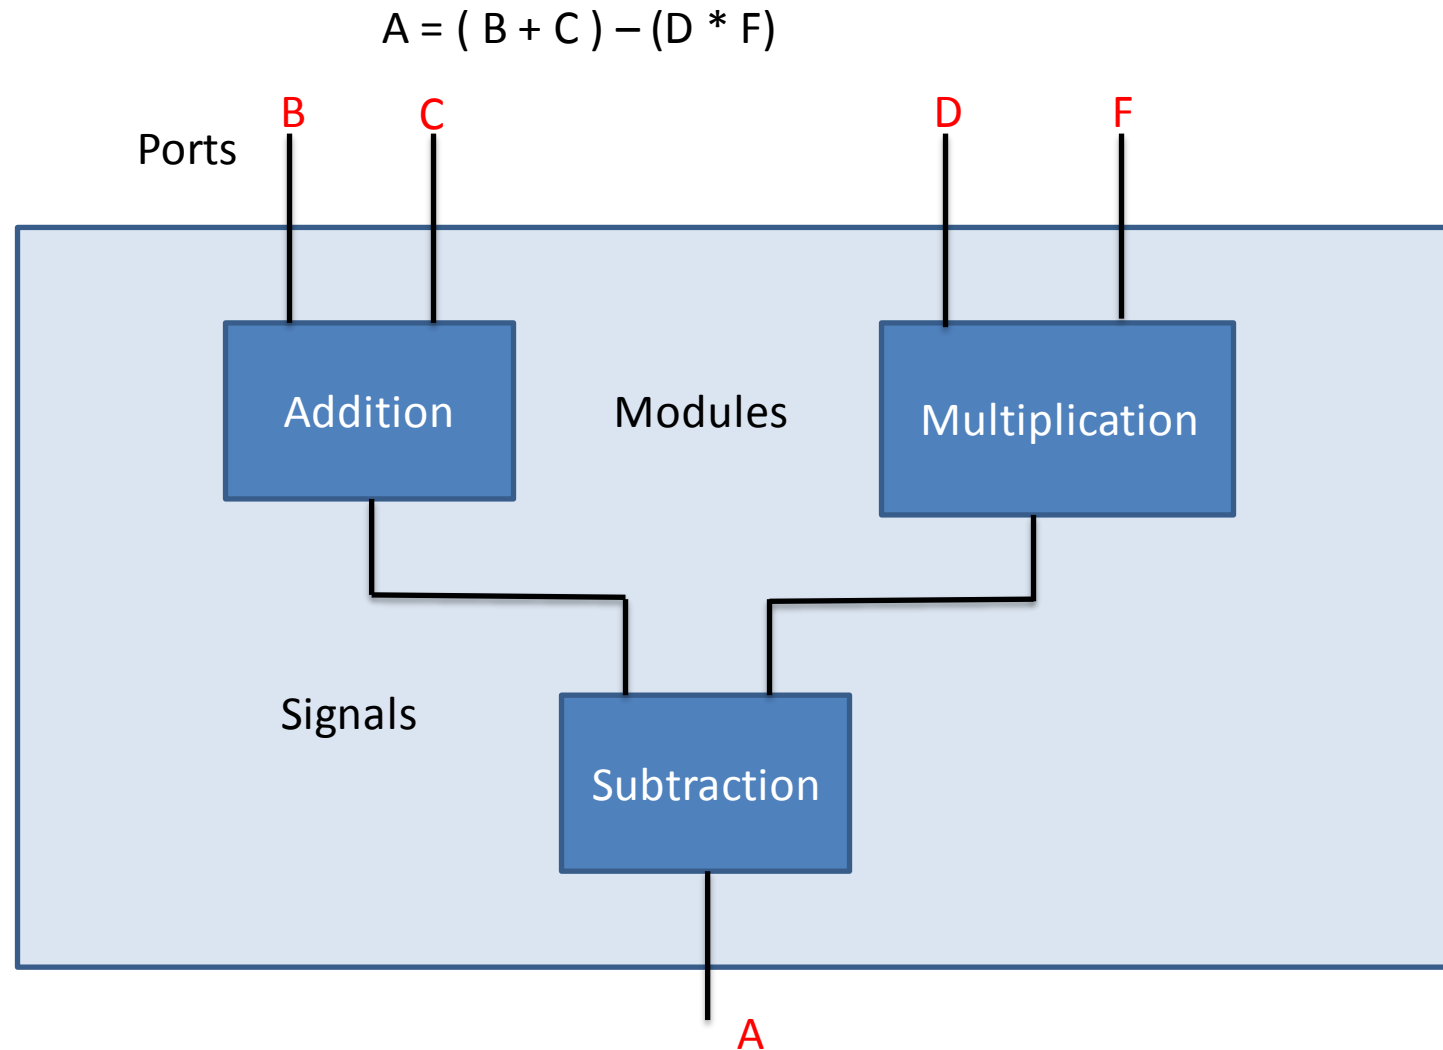 A = ( B + C ) – (D * F)
B C D F
Ports
Addition Modules Multiplication
Signals
Subtraction
A